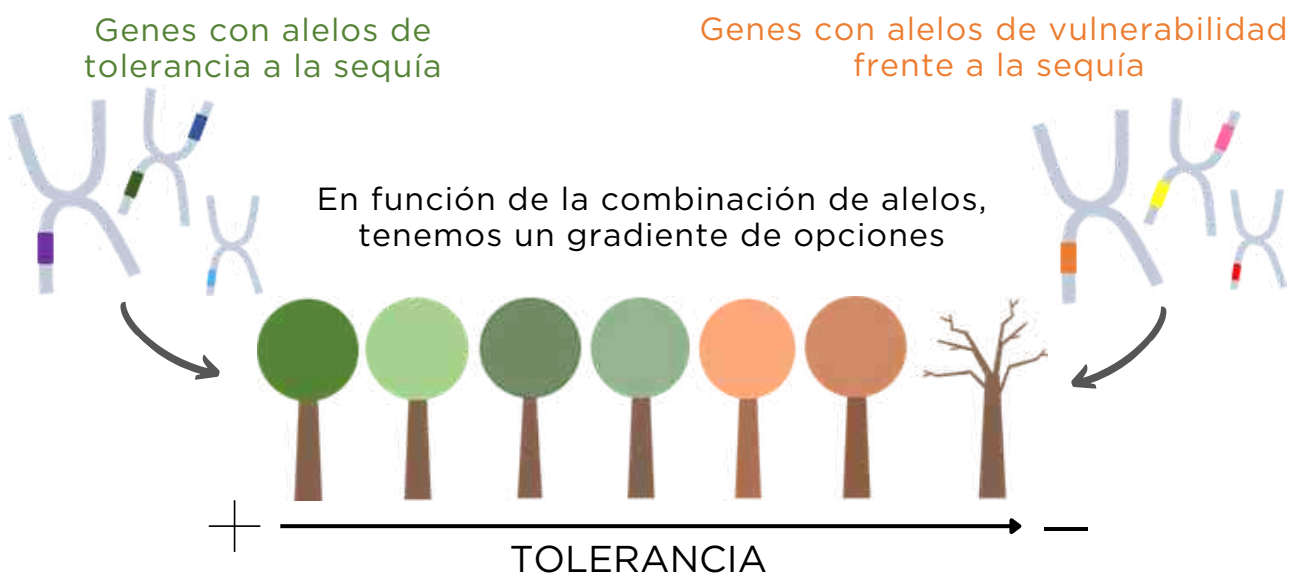 Genes con alelos de
tolerancia a la sequía
Genes con alelos de vulnerabilidad
frente a la sequía
En función de la combinación de alelos,
tenemos un gradiente de opciones
+
−
TOLERANCIA